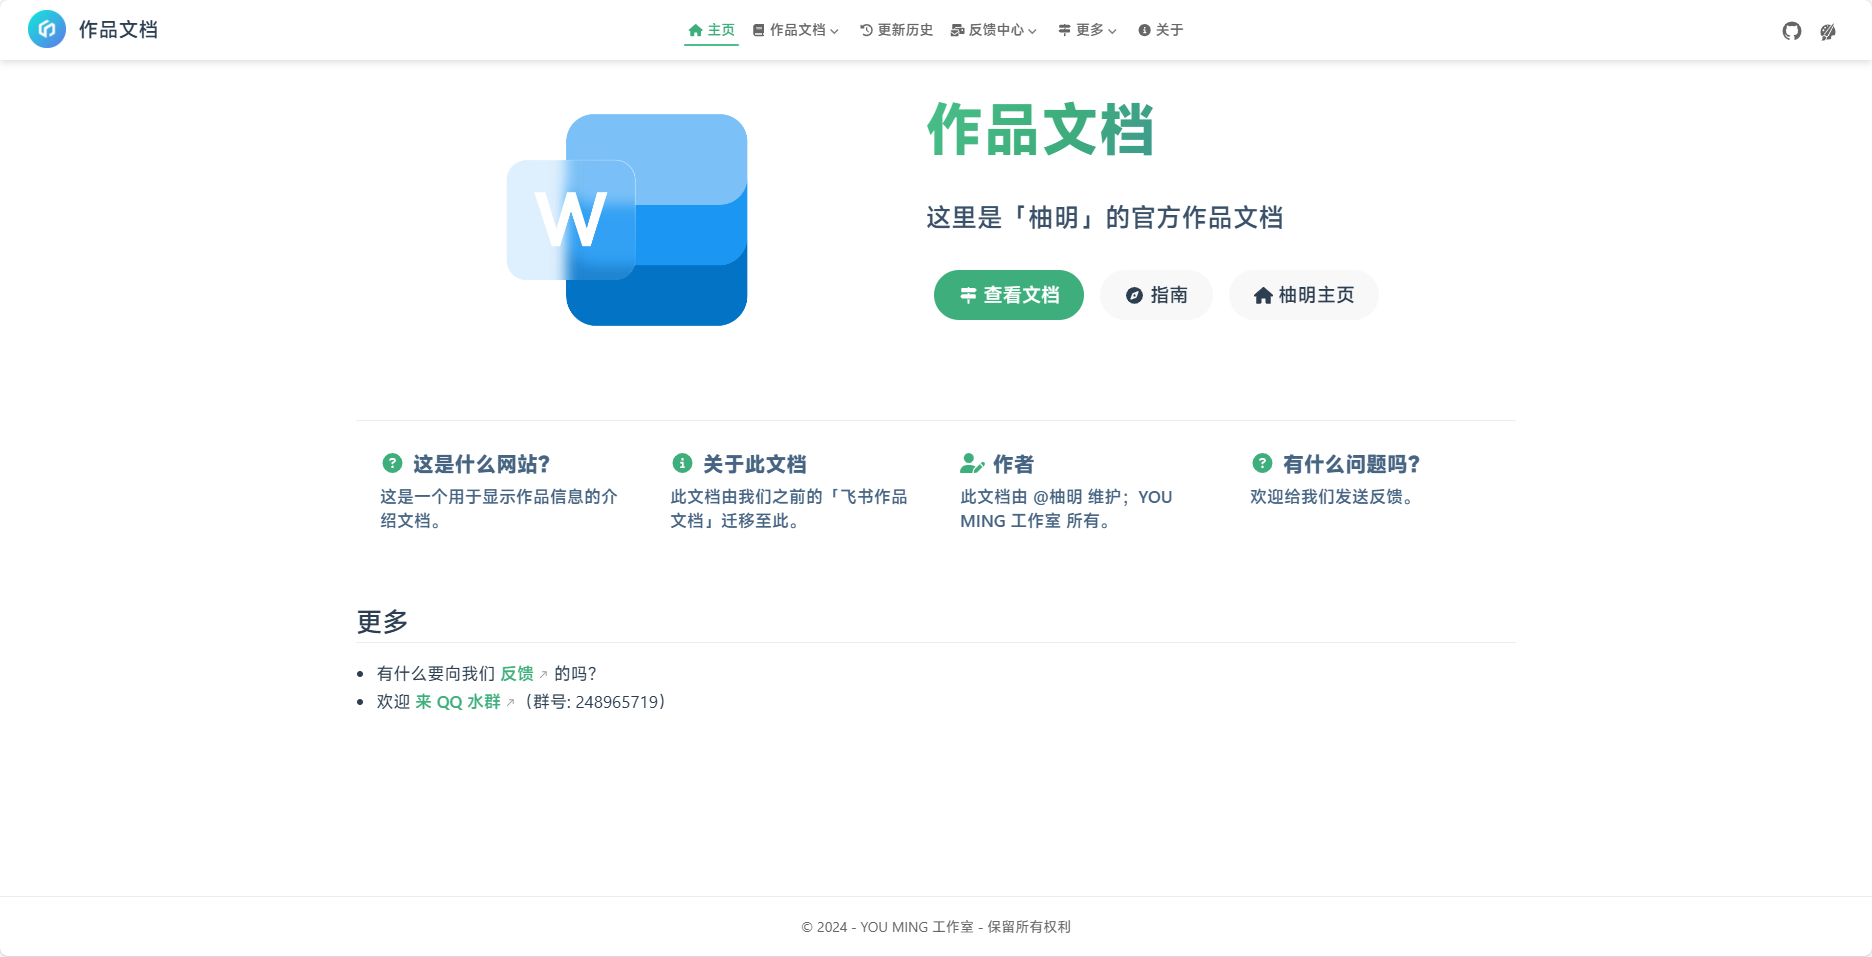 作品文档
主页 作品文档 更新历史 反馈中心 更多 关于
W
作品文档
这里是「柚明」的官方作品文档
查看文档 指南 柚明主页
这是什么网站？
这是一个用于显示作品信息的介
绍文档。
关于此文档
此文档由我们之前的「飞书作品
文档」迁移至此。
作者
此文档由 @柚明 维护；YOU
MING 工作室 所有。
有什么问题吗？
欢迎给我们发送反馈。
更多
有什么要向我们 反馈 的吗？
欢迎 来 QQ 水群（群号: 248965719）
© 2024 - YOU MING 工作室 - 保留所有权利